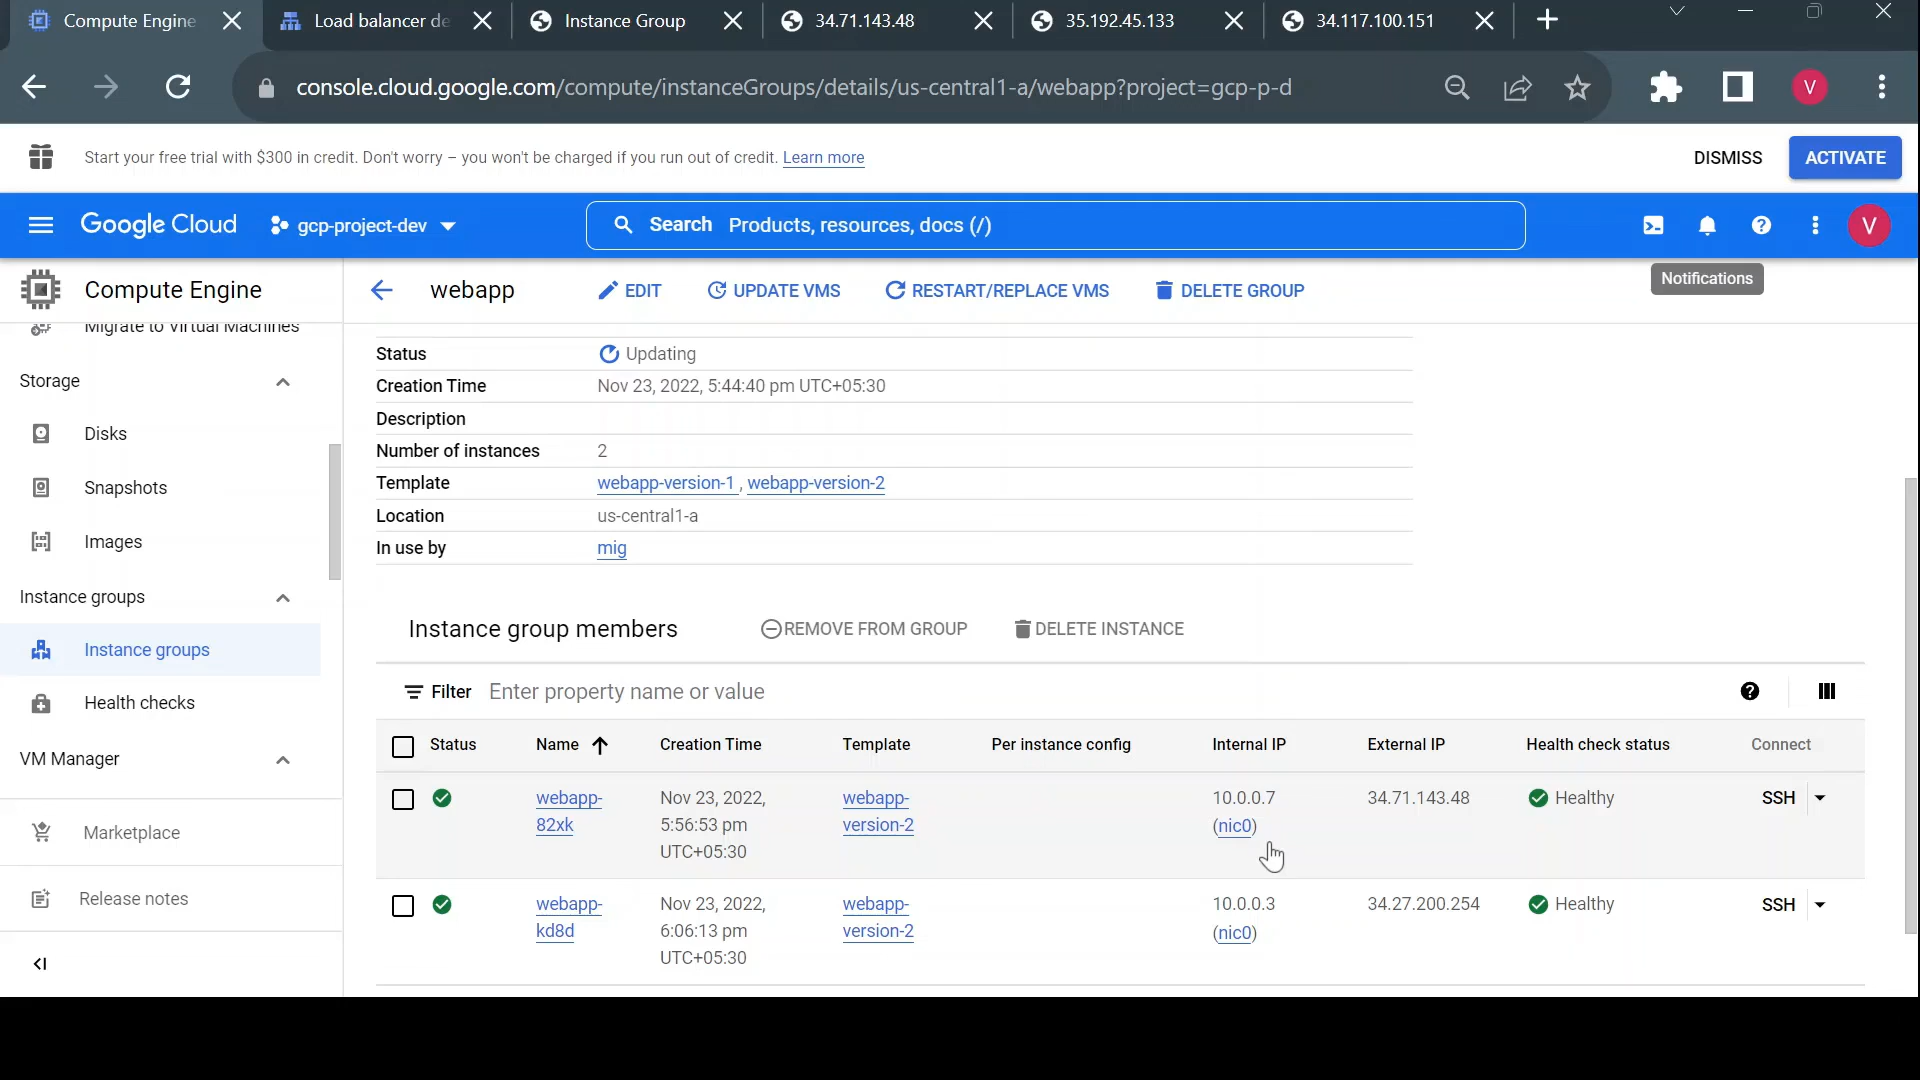 Compute Engine
Load balancer de
Instance Group
34.71.143.48
35.192.45.133
34.117.100.151
console.cloud.google.com/compute/instanceGroups/details/us-central1-a/webapp?project=gcp-p-d
V
Start your free trial with $300 in credit. Don't worry – you won't be charged if you run out of credit. Learn more
DISMISS
ACTIVATE
Google Cloud
gcp-project-dev
Search Products, resources, docs (/)
V
Notifications
Compute Engine
webapp
EDIT
UPDATE VMS
RESTART/REPLACE VMS
DELETE GROUP
Migrate to Virtual Machines
Storage
Disks
Snapshots
Images
Instance groups
Instance groups
Health checks
VM Manager
Marketplace
Release notes
Status Updating
Creation Time Nov 23, 2022, 5:44:40 pm UTC+05:30
Description
Number of instances 2
Template webapp-version-1 , webapp-version-2
Location us-central1-a
In use by mig
Instance group members
REMOVE FROM GROUP
DELETE INSTANCE
Filter Enter property name or value
Status Name Creation Time Template Per instance config Internal IP External IP Health check status Connect
webapp- Nov 23, 2022, webapp- 10.0.0.7 34.71.143.48 Healthy SSH
82xk 5:56:53 pm version-2 (nic0)
UTC+05:30
webapp- Nov 23, 2022, webapp- 10.0.0.3 34.27.200.254 Healthy SSH
kd8d 6:06:13 pm version-2 (nic0)
UTC+05:30